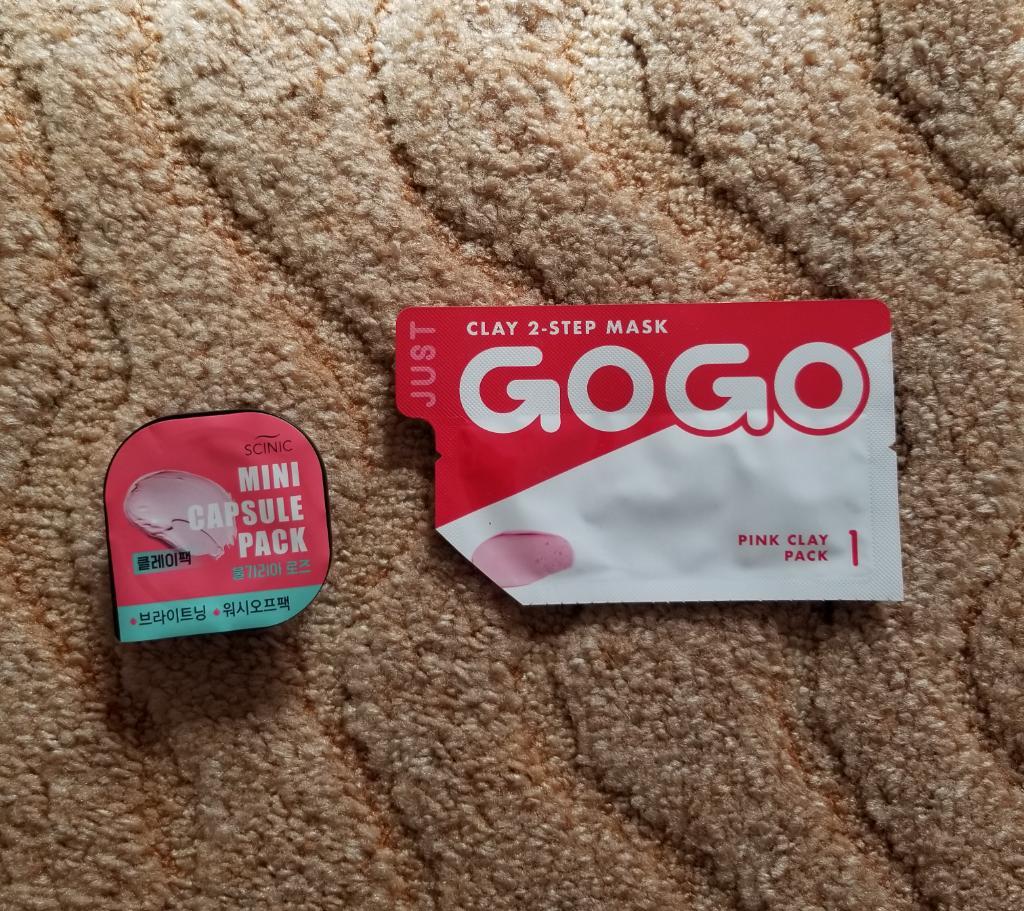 SCINIC
MINI
CAPSULE
PACK
클레이팩
불가리아 로즈
브라이트닝 워시오프팩
JUST
CLAY 2-STEP MASK
GOGO
PINK CLAY
PACK
1